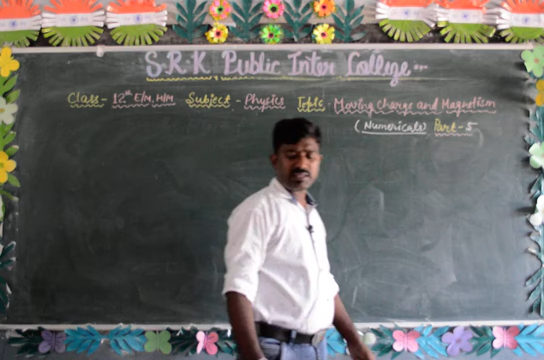 S.R.K. Public Inter College...
Class - 12th E/M, H/M Subject - Physics Topic Moving Charge and Magnetism
(Numericals) Part - 5